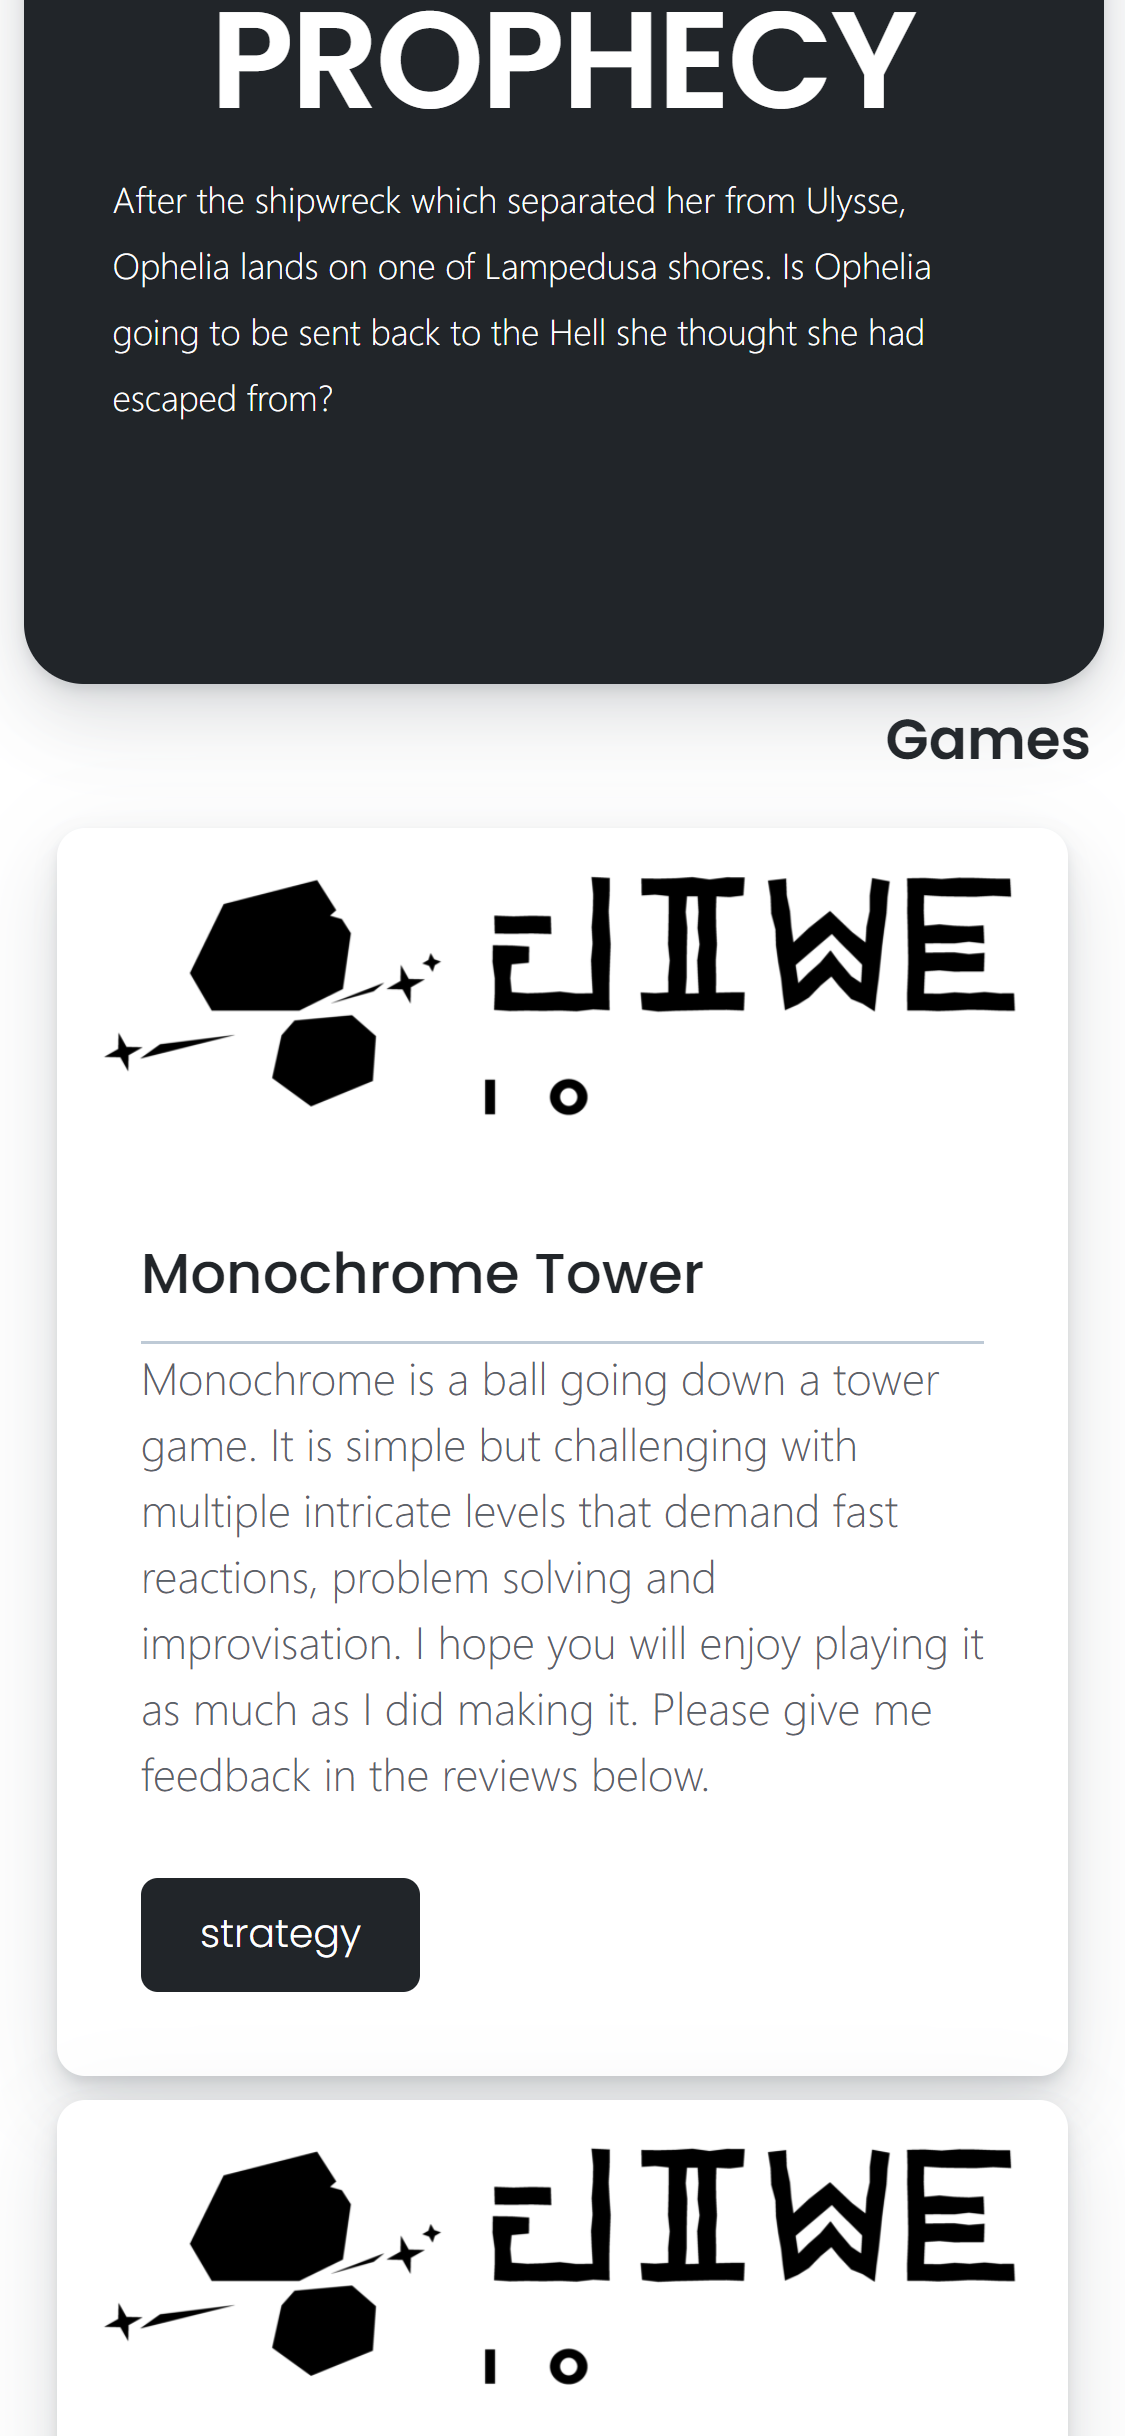 PROPHECY
After the shipwreck which separated her from Ulysse,
Ophelia lands on one of Lampedusa shores. Is Ophelia
going to be sent back to the Hell she thought she had
escaped from?
Games
JIWE
IO
Monochrome Tower
Monochrome is a ball going down a tower
game. It is simple but challenging with
multiple intricate levels that demand fast
reactions, problem solving and
improvisation. I hope you will enjoy playing it
as much as I did making it. Please give me
feedback in the reviews below.
strategy
JIWE
IO